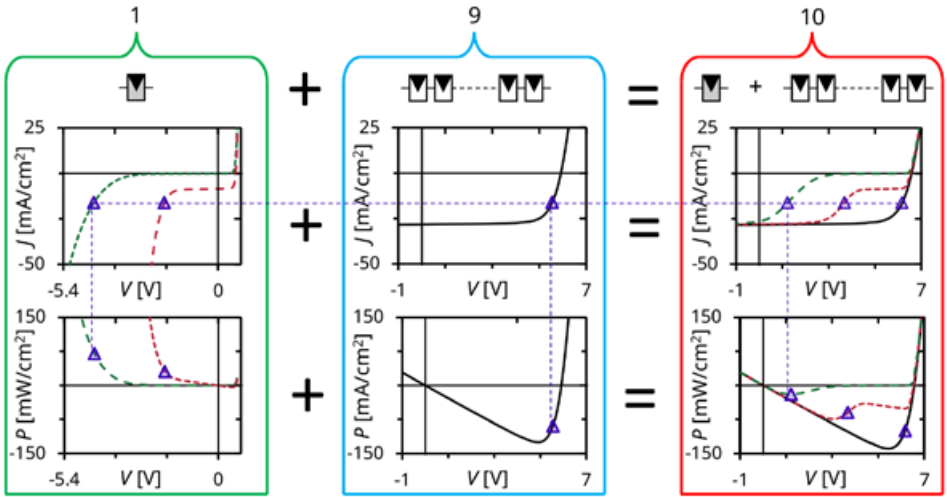 1 9 10
+ = +
25 25 25
J [mA/cm²] + J [mA/cm²] = J [mA/cm²]
-50 -50 -50
-5.4 V [V] 0 -1 V [V] 7 -1 V [V] 7
150 150 150
P [mW/cm²] + P [mA/cm²] = P [mW/cm²]
-150 -150 -150
-5.4 V [V] 0 -1 V [V] 7 -1 V [V] 7